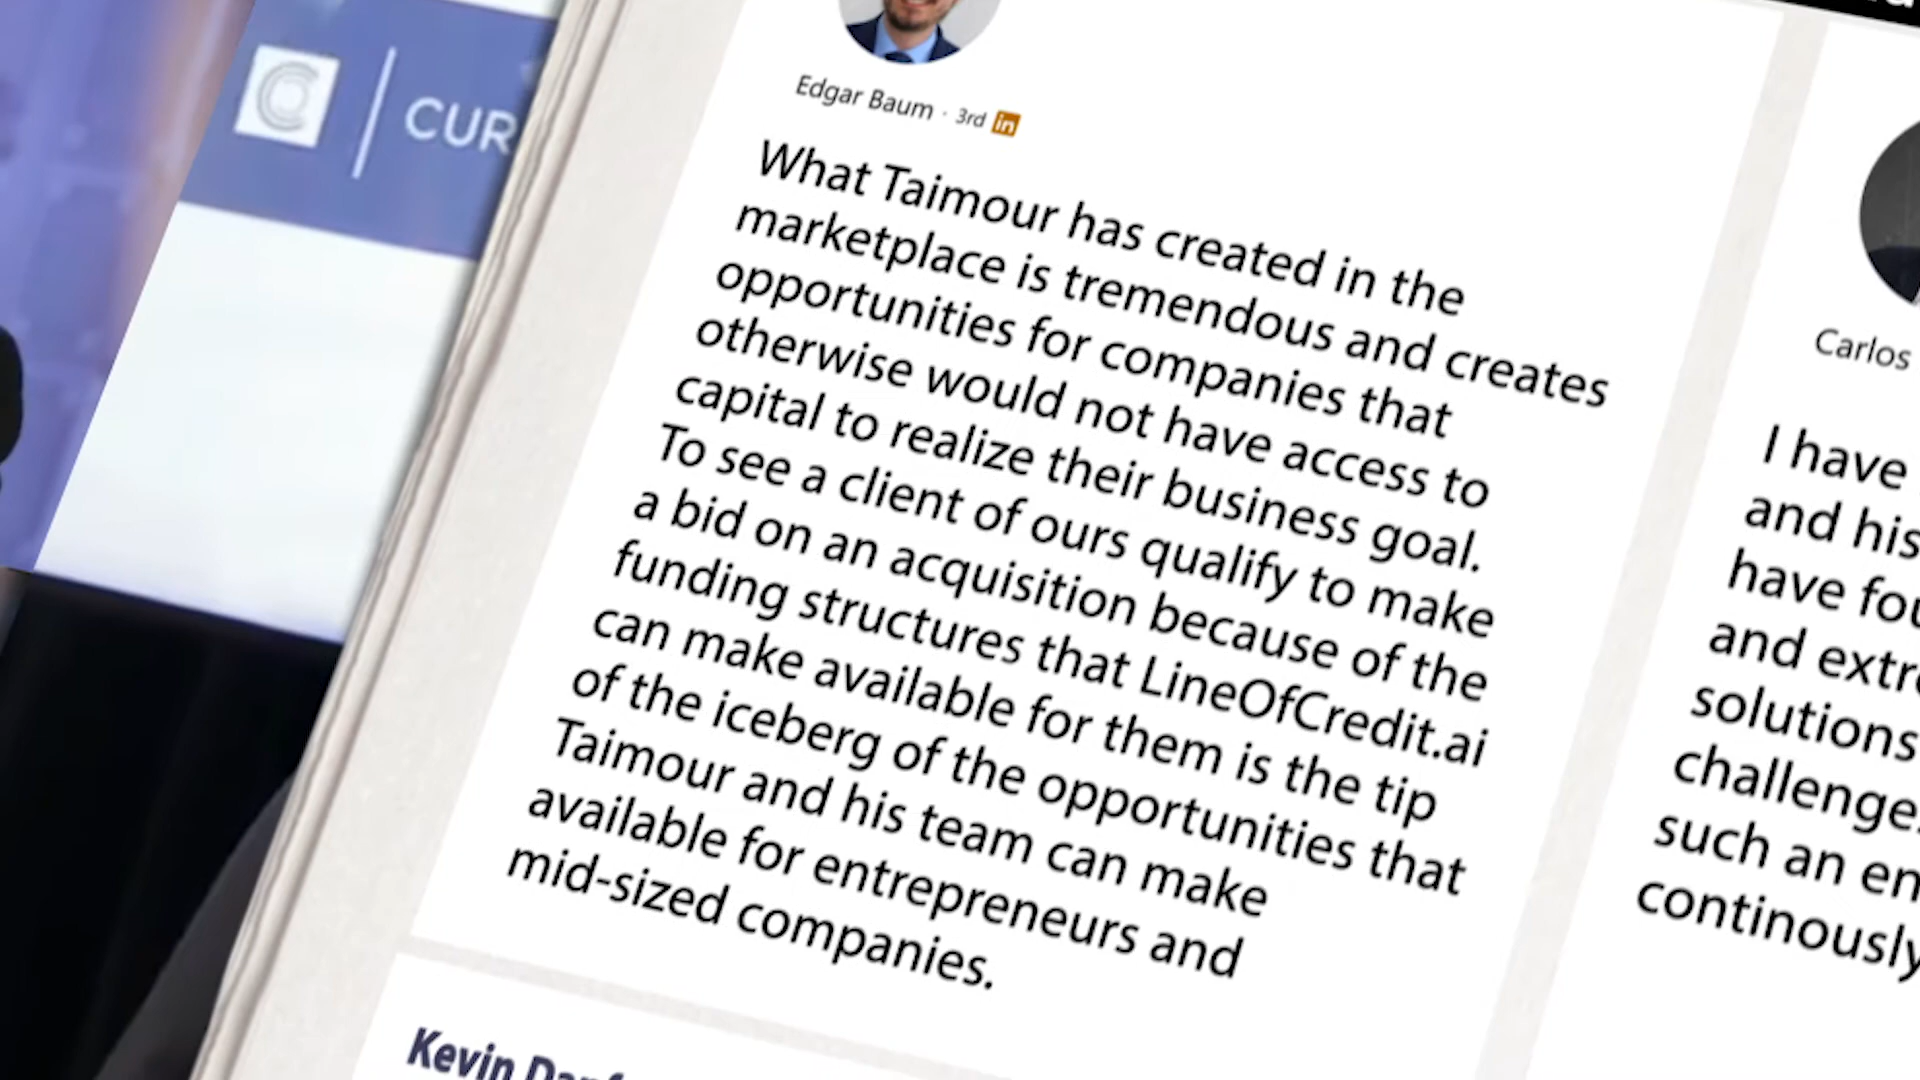 CUR
Edgar Baum · 3rd in
What Taimour has created in the
marketplace is tremendous and creates
opportunities for companies that
otherwise would not have access to
capital to realize their business goal.
To see a client of ours qualify to make
a bid on an acquisition because of the
funding structures that LineOfCredit.ai
can make available for them is the tip
of the iceberg of the opportunities that
Taimour and his team can make
available for entrepreneurs and
mid-sized companies.
Kevin
Carlos
I have
and his
have
and
solutions
such an
continously